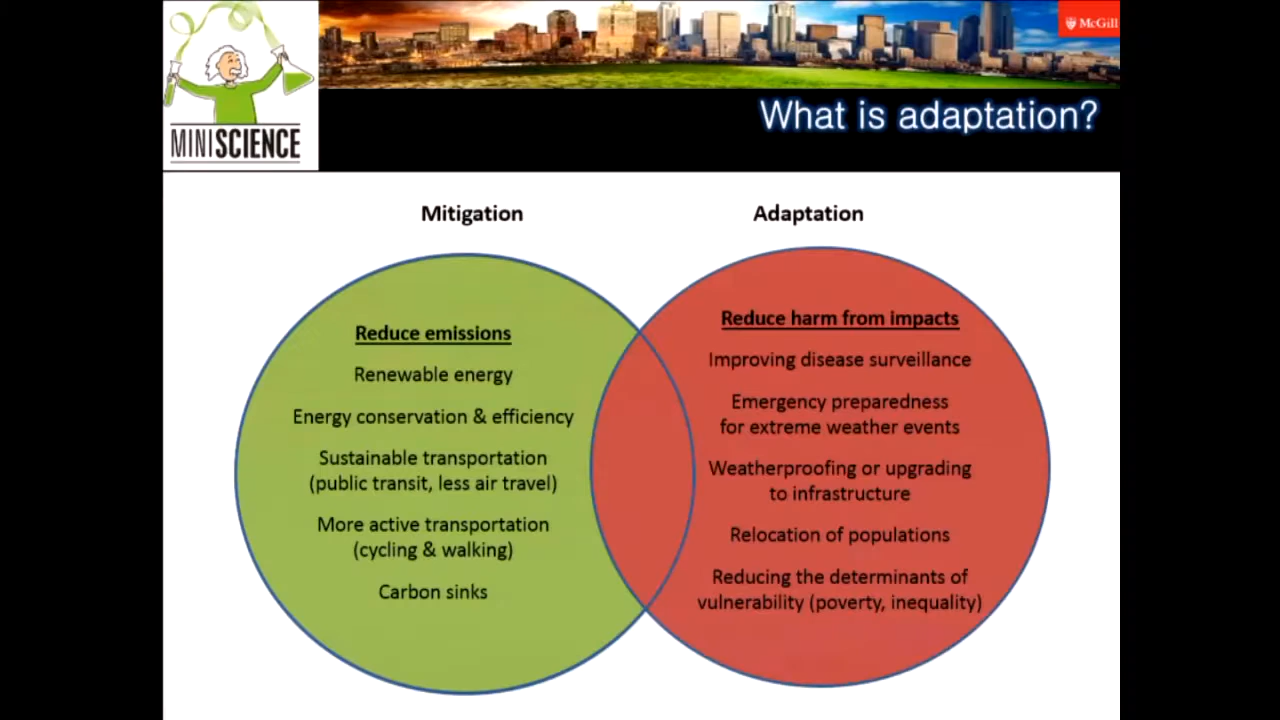 McGill
MINISCIENCE
What is adaptation?
Mitigation
Adaptation
Reduce emissions
Renewable energy
Energy conservation & efficiency
Sustainable transportation
(public transit, less air travel)
More active transportation
(cycling & walking)
Carbon sinks
Reduce harm from impacts
Improving disease surveillance
Emergency preparedness
for extreme weather events
Weatherproofing or upgrading
to infrastructure
Relocation of populations
Reducing the determinants of
vulnerability (poverty, inequality)